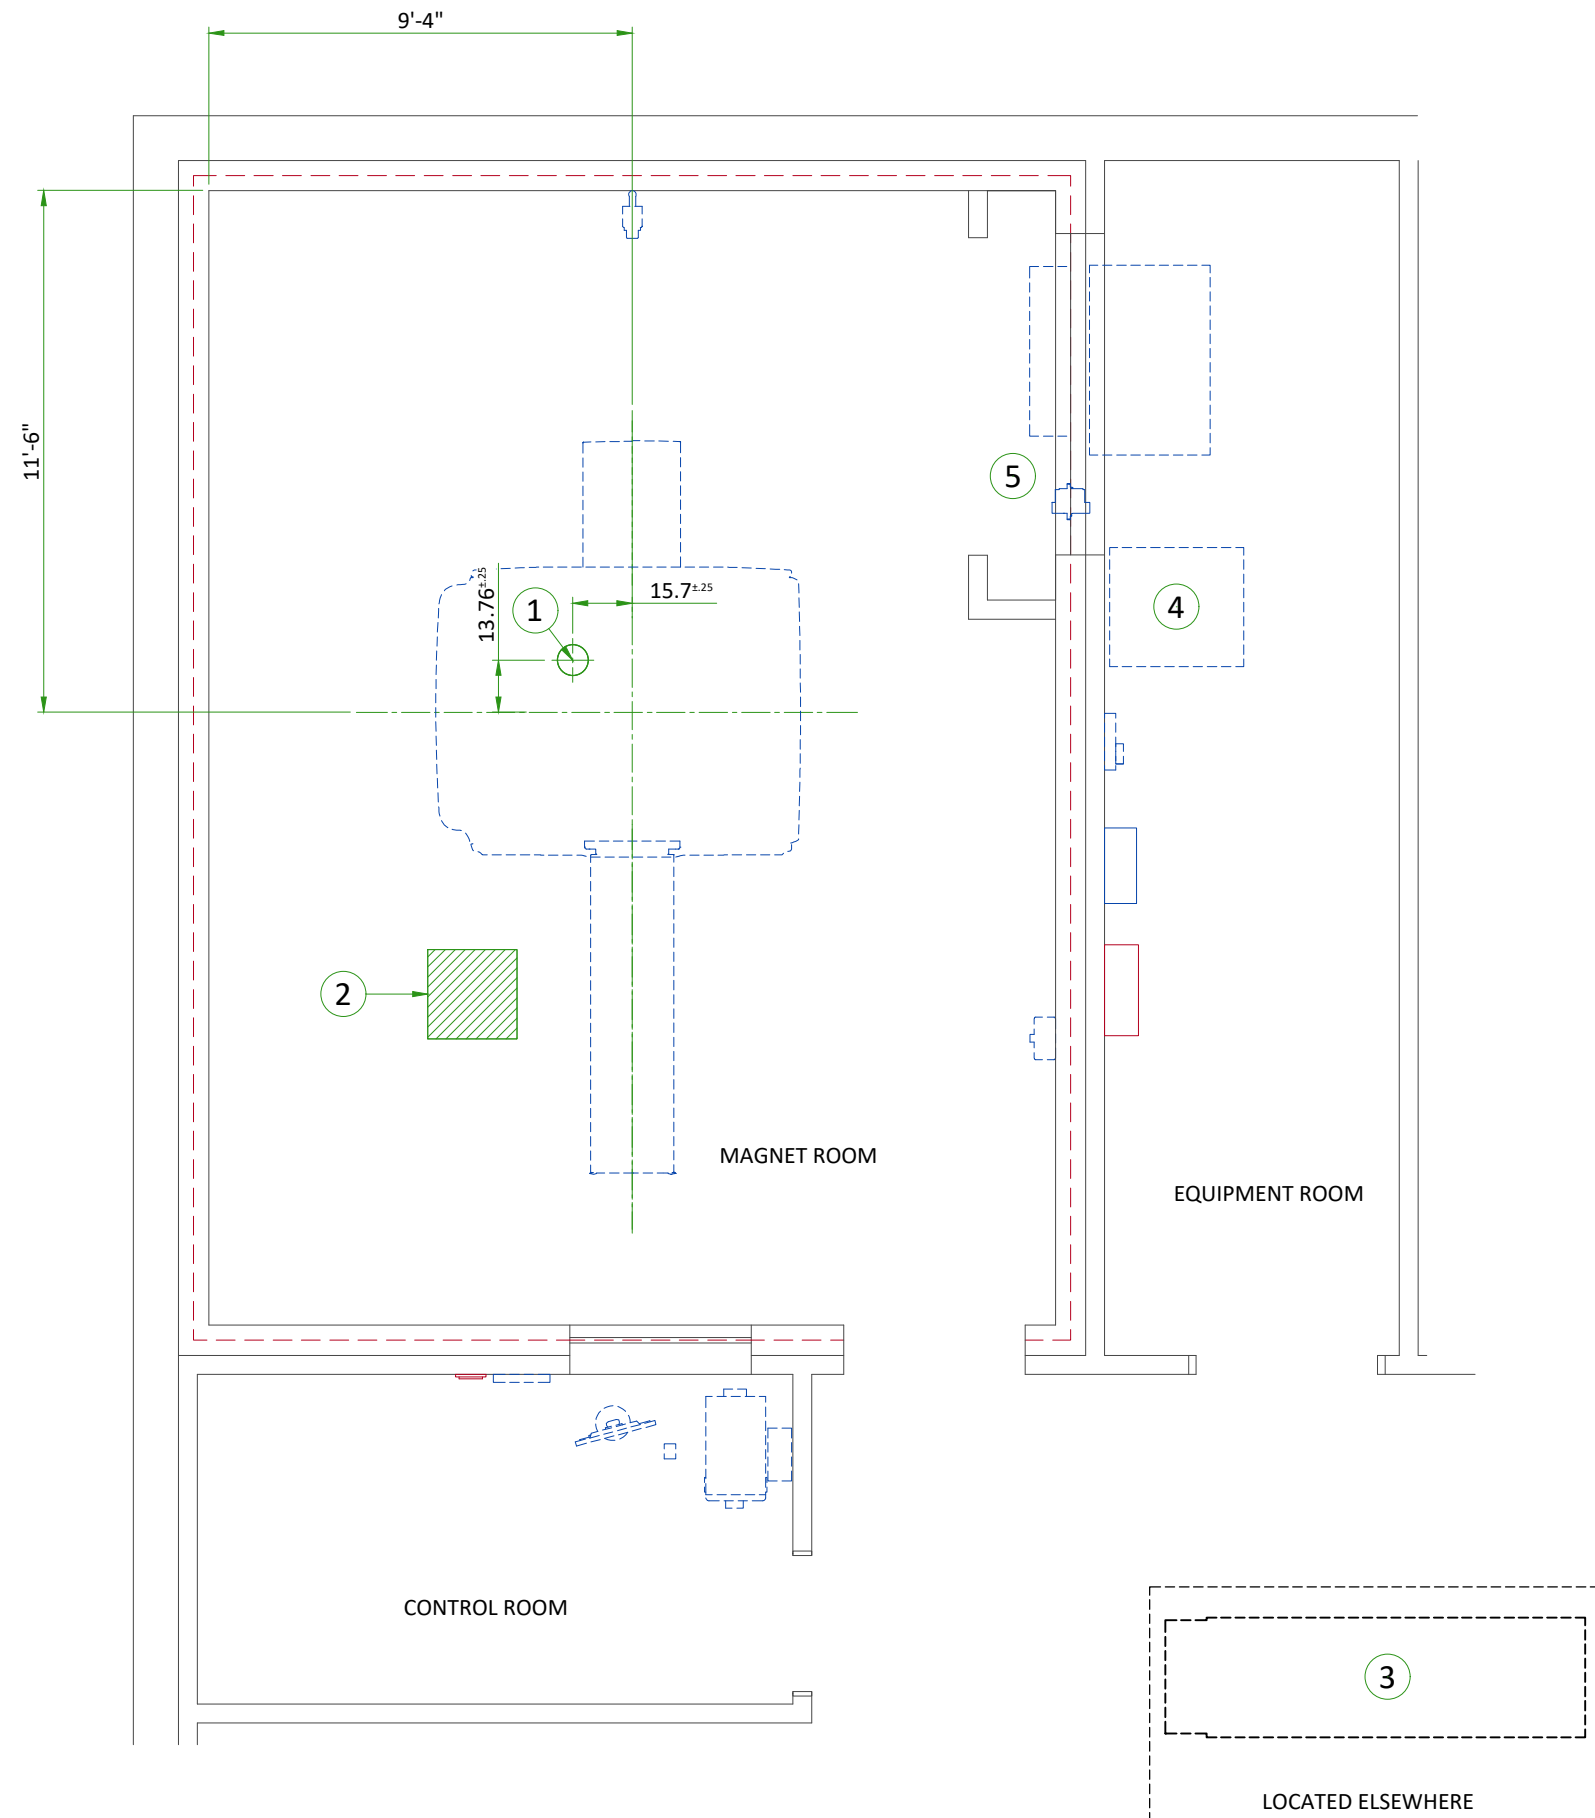 9'-4"
11'-6"
5
13.76±.25
15.7±.25
1
4
2
MAGNET ROOM
EQUIPMENT ROOM
CONTROL ROOM
3
LOCATED ELSEWHERE